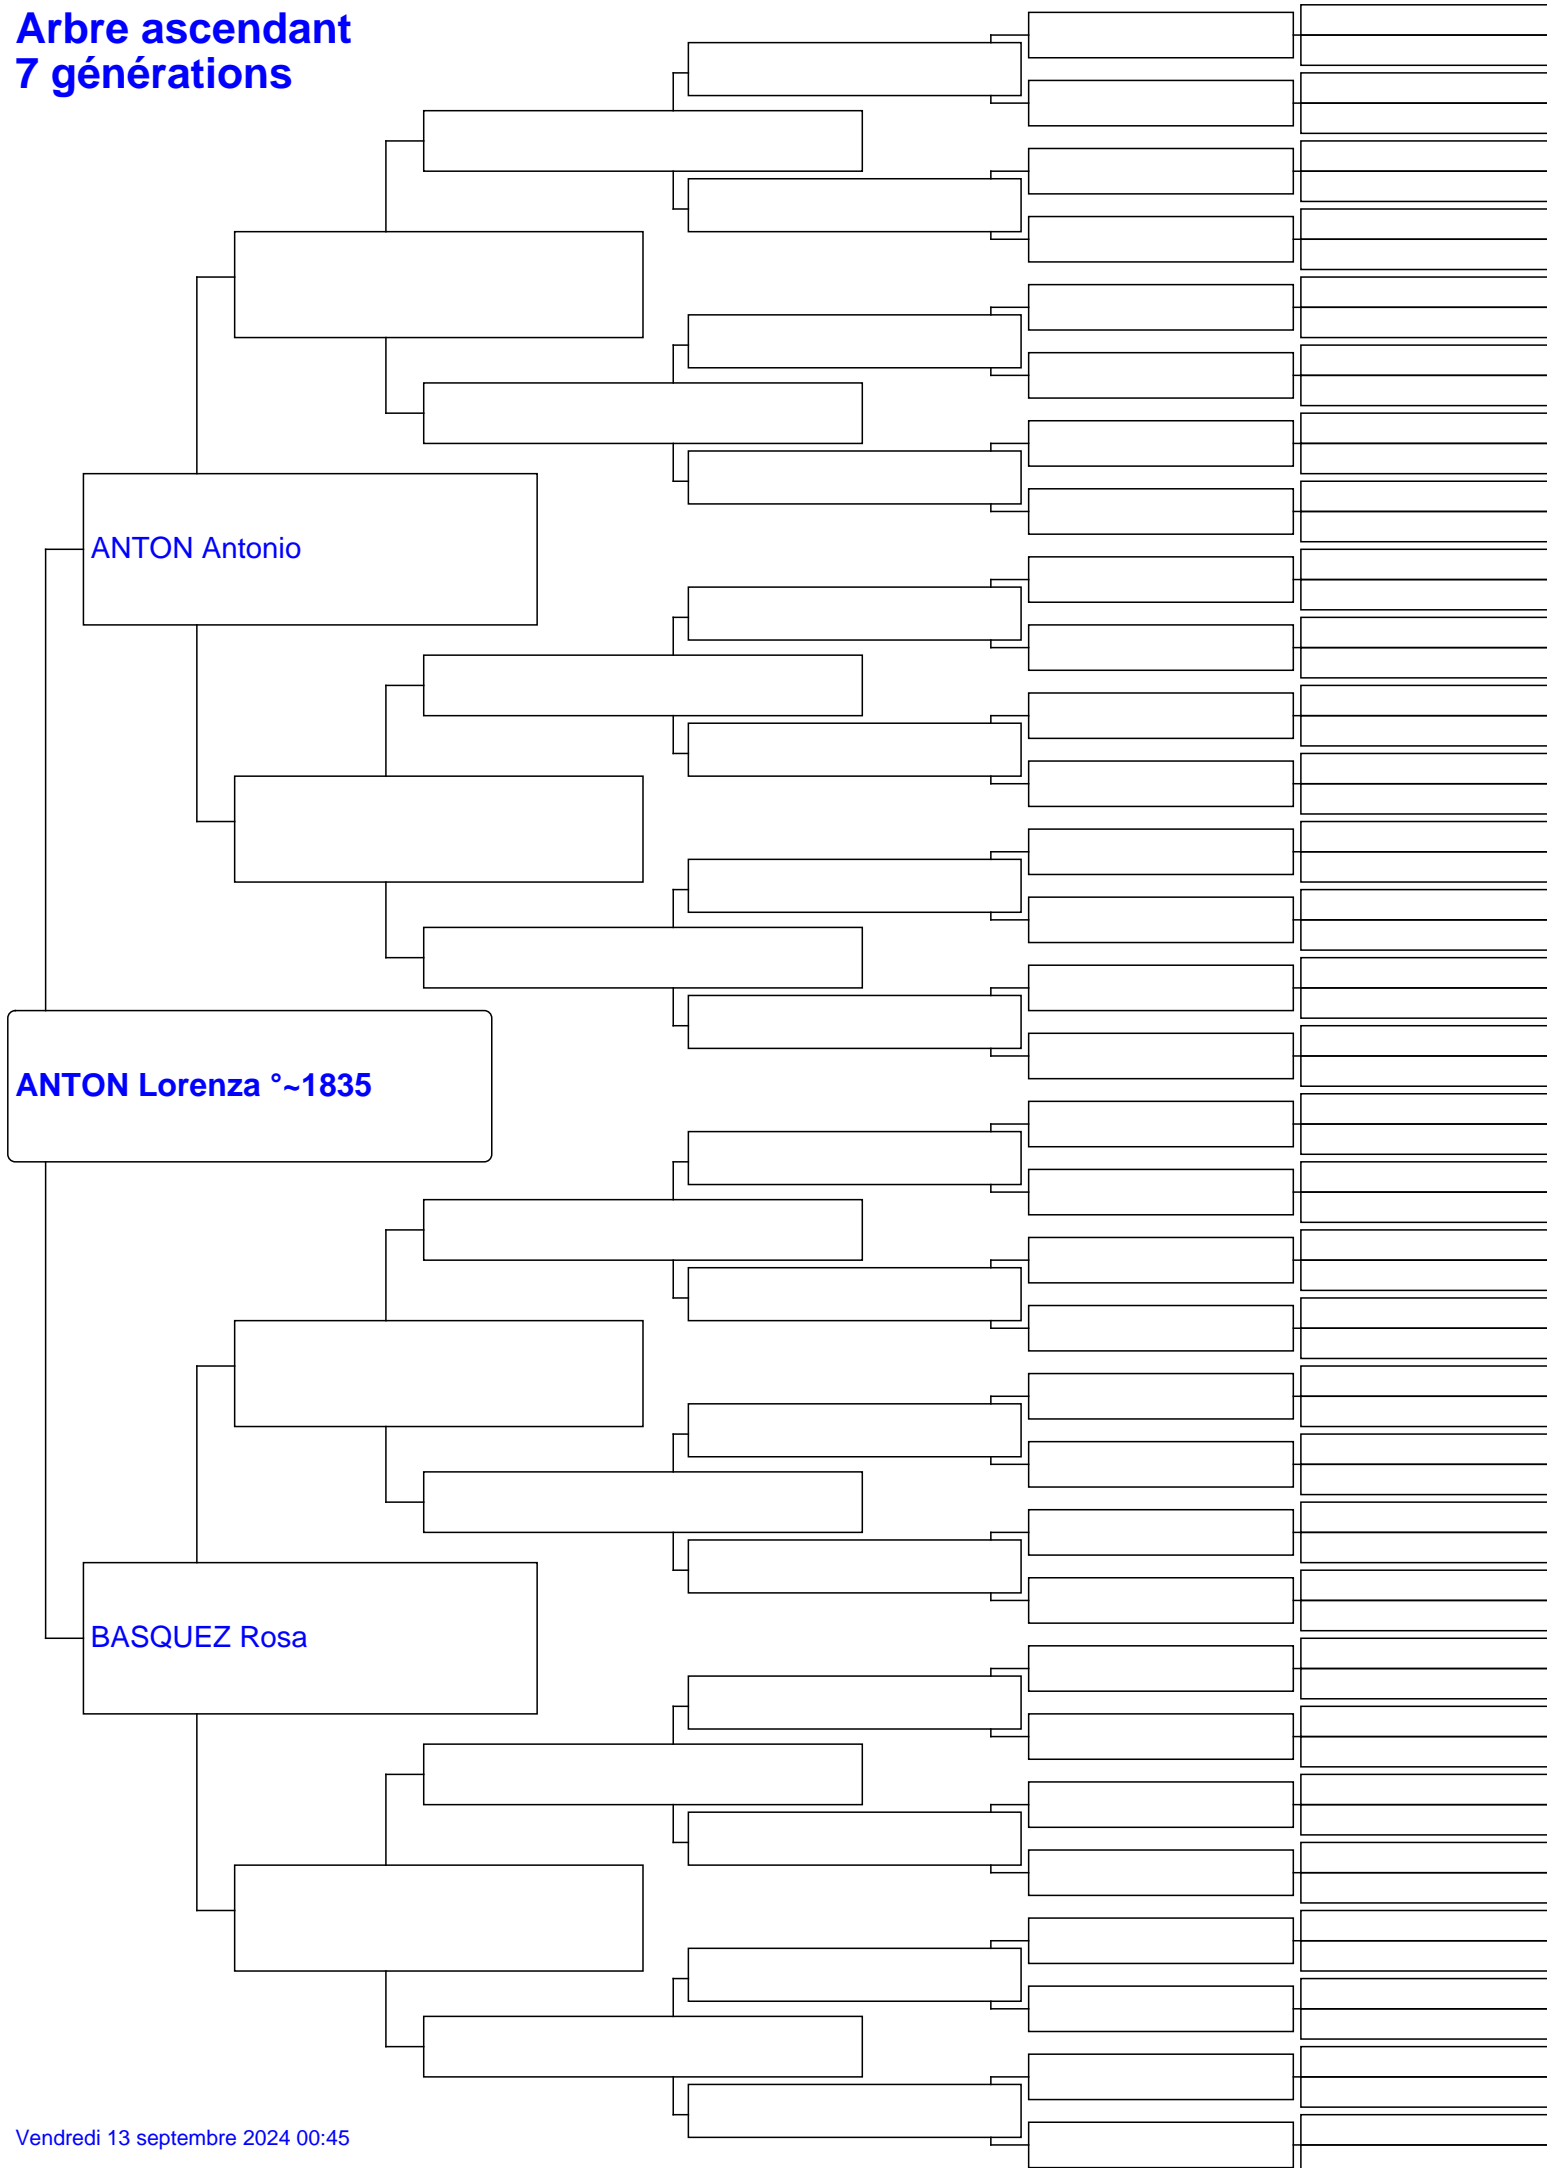 Arbre ascendant
7 générations
ANTON Antonio
ANTON Lorenza °~1835
BASQUEZ Rosa
Vendredi 13 septembre 2024 00:45